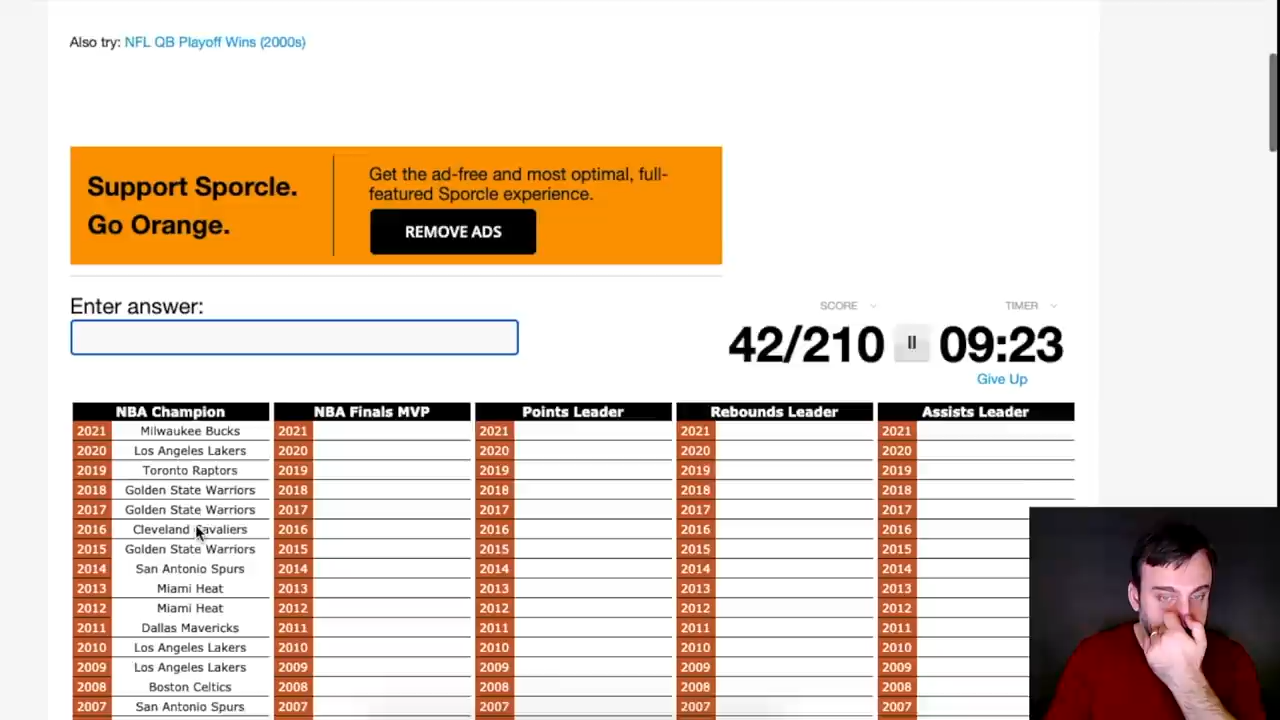 Also try: NFL QB Playoff Wins (2000s)
Support Sporcle.
Go Orange.
Get the ad-free and most optimal, full-
featured Sporcle experience.
REMOVE ADS
Enter answer:
SCORE
TIMER
42/210 09:23
Give Up
NBA Champion NBA Finals MVP Points Leader Rebounds Leader Assists Leader
2021 Milwaukee Bucks 2021 2021 2021 2021
2020 Los Angeles Lakers 2020 2020 2020 2020
2019 Toronto Raptors 2019 2019 2019 2019
2018 Golden State Warriors 2018 2018 2018 2018
2017 Golden State Warriors 2017 2017 2017 2017
2016 Cleveland Cavaliers 2016 2016 2016 2016
2015 Golden State Warriors 2015 2015 2015 2015
2014 San Antonio Spurs 2014 2014 2014 2014
2013 Miami Heat 2013 2013 2013 2013
2012 Miami Heat 2012 2012 2012 2012
2011 Dallas Mavericks 2011 2011 2011 2011
2010 Los Angeles Lakers 2010 2010 2010 2010
2009 Los Angeles Lakers 2009 2009 2009 2009
2008 Boston Celtics 2008 2008 2008 2008
2007 San Antonio Spurs 2007 2007 2007 2007